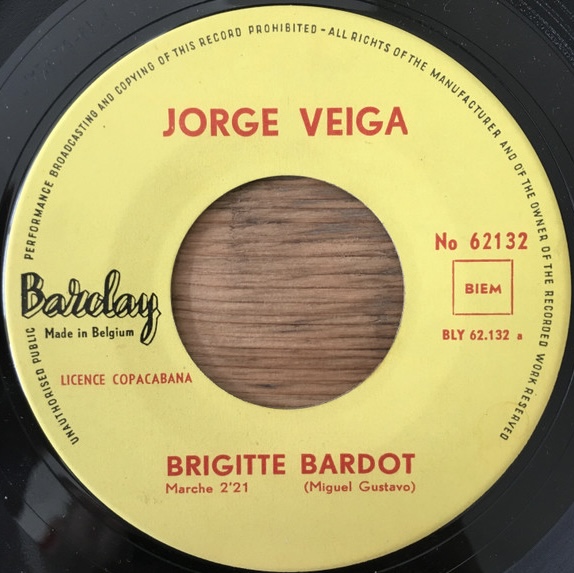 UNAUTHORISED PUBLIC PERFORMANCE BROADCASTING AND COPYING OF THIS RECORD PROHIBITED - ALL RIGHTS OF THE MANUFACTURER AND OF THE OWNER OF THE RECORDED WORK RESERVED
JORGE VEIGA
No 62132
BIEM
BLY 62.132 a
Barclay
Made in Belgium
LICENCE COPACABANA
BRIGITTE BARDOT
Marche 2'21 (Miguel Gustavo)